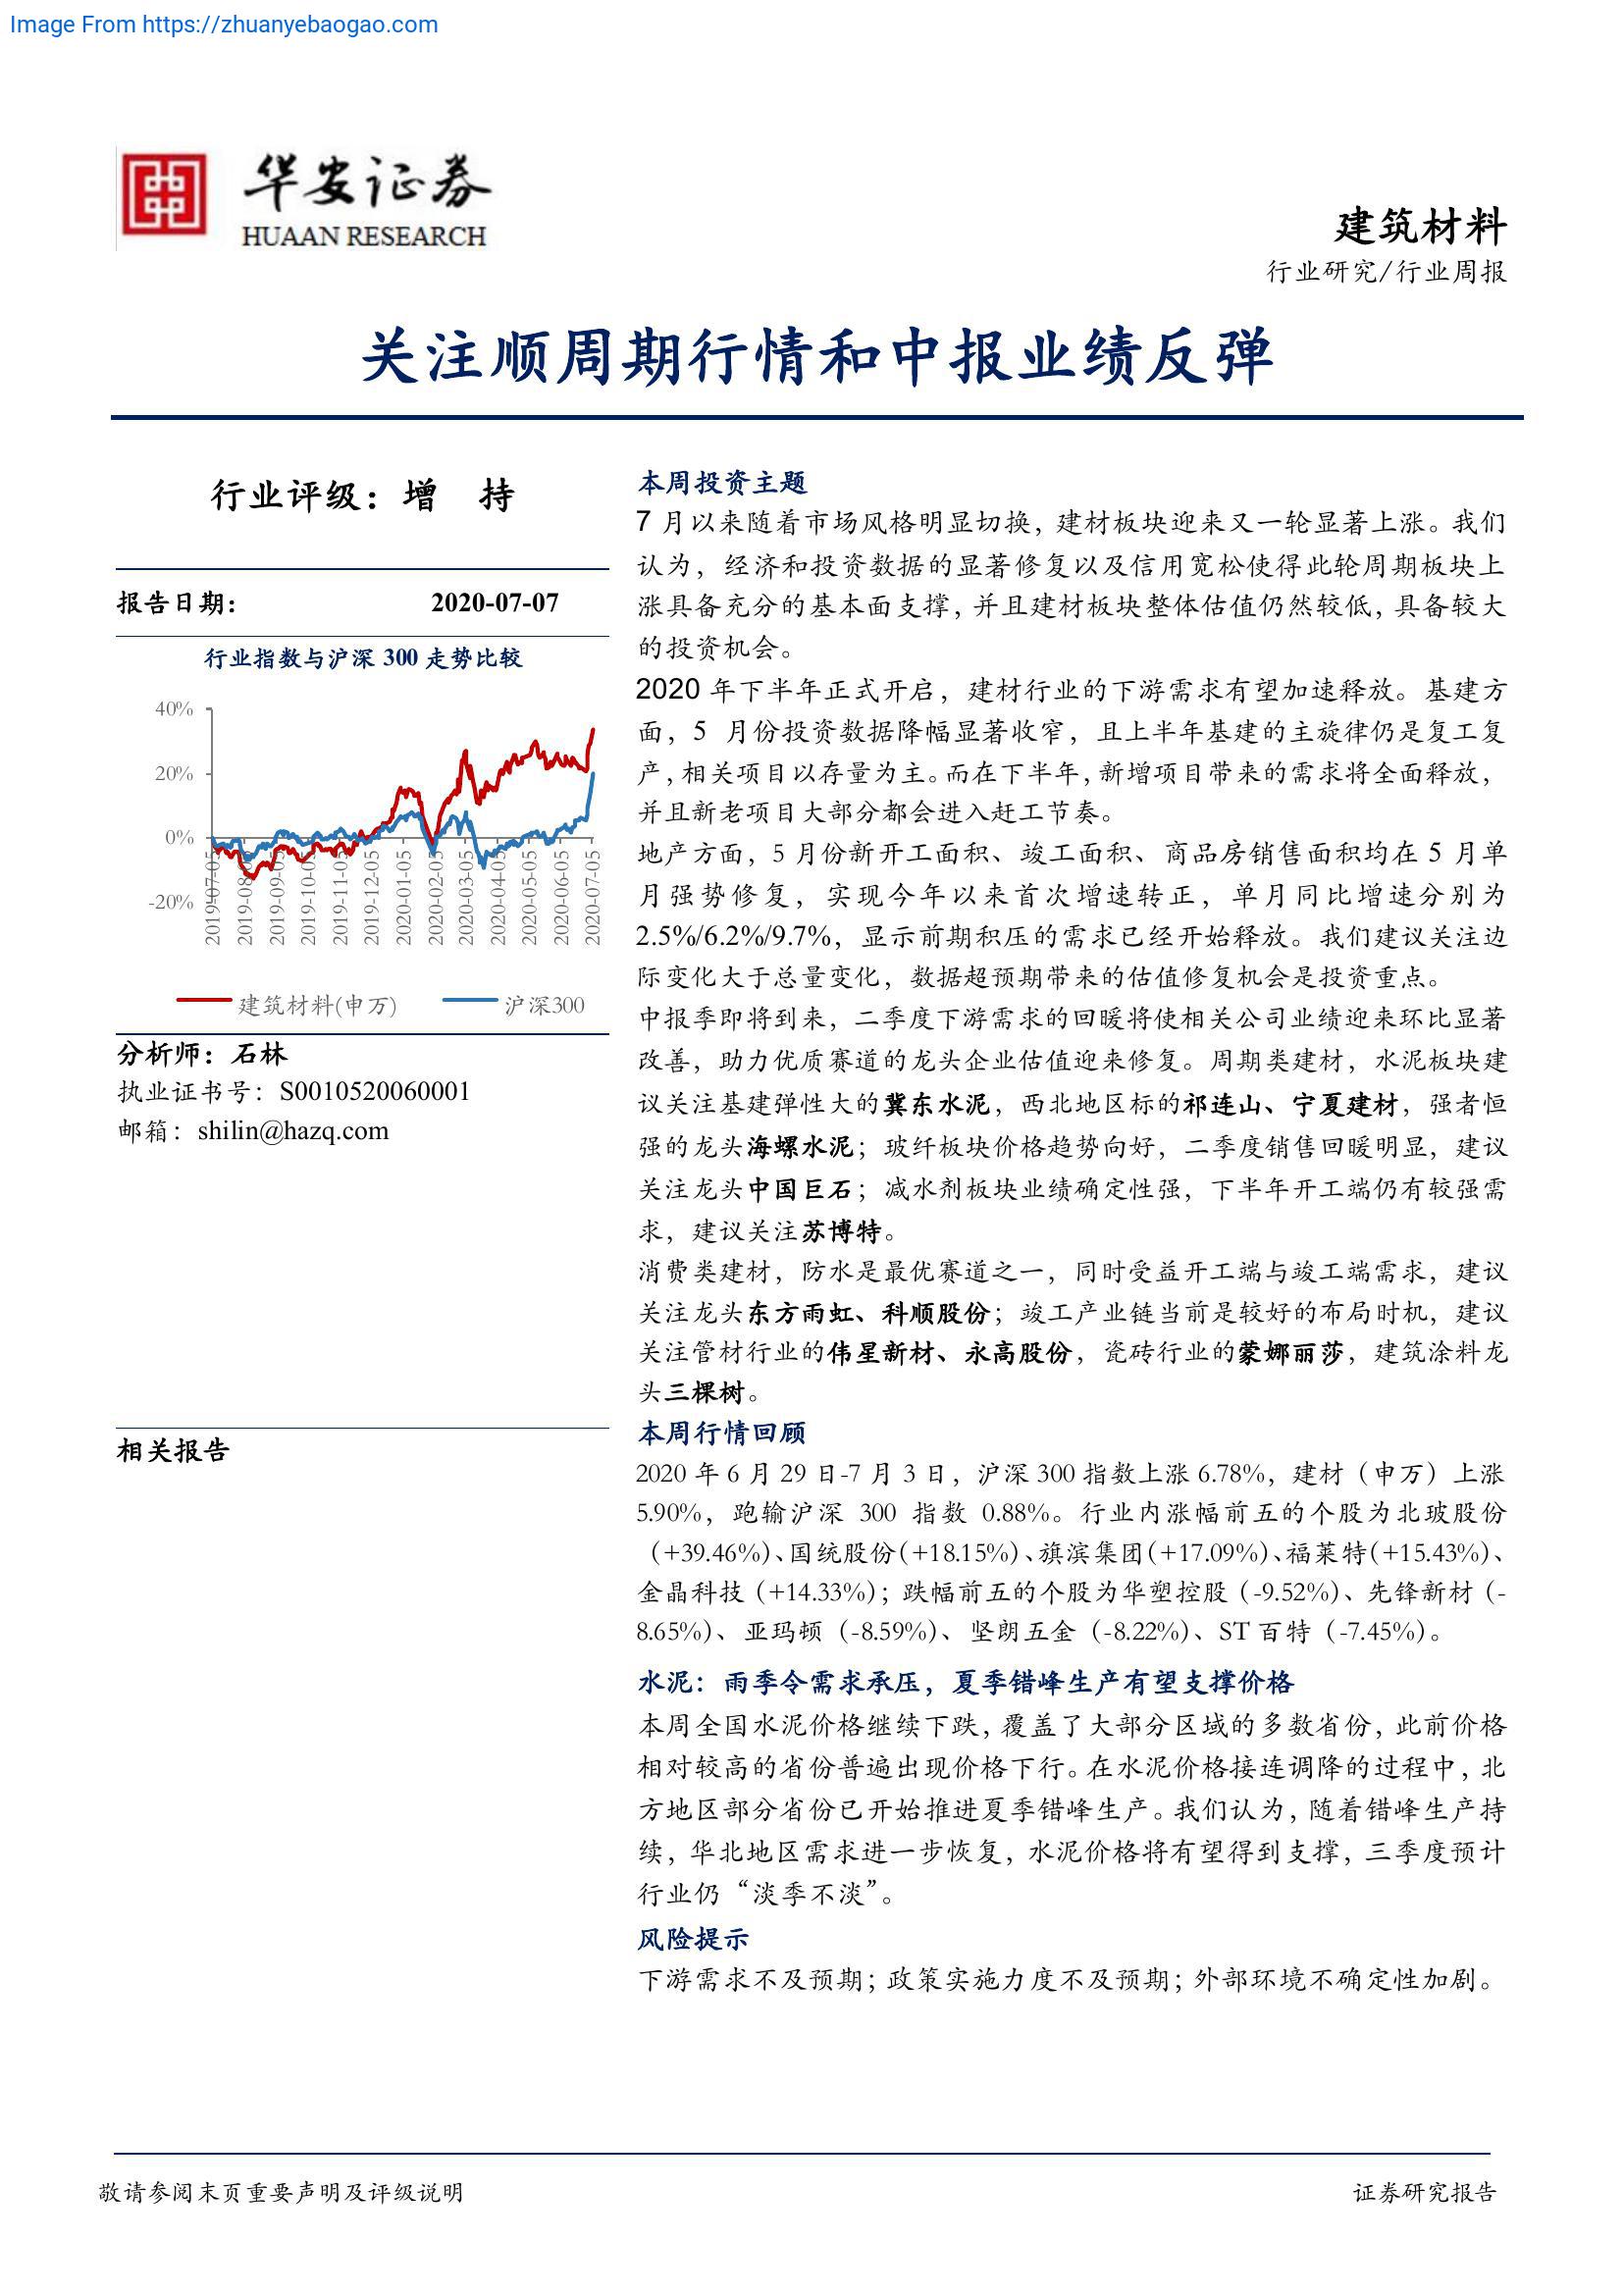 Image From https://zhuanyebaogao.com
华安证券
HUAAN RESEARCH
建筑材料
行业研究/行业周报
关注顺周期行情和中报业绩反弹
行业评级：增 持
报告日期： 2020-07-07
行业指数与沪深 300 走势比较
40%
20%
0%
-20%
2019-07-05
2019-08-05
2019-09-05
2019-10-05
2019-11-05
2019-12-05
2020-01-05
2020-02-05
2020-03-05
2020-04-05
2020-05-05
2020-06-05
2020-07-05
建筑材料(申万) 沪深300
分析师：石林
执业证书号：S0010520060001
邮箱：shilin@hazq.com
相关报告
本周投资主题
7 月以来随着市场风格明显切换，建材板块迎来又一轮显著上涨。我们
认为，经济和投资数据的显著修复以及信用宽松使得此轮周期板块上
涨具备充分的基本面支撑，并且建材板块整体估值仍然较低，具备较大
的投资机会。
2020 年下半年正式开启，建材行业的下游需求有望加速释放。基建方
面，5 月份投资数据降幅显著收窄，且上半年基建的主旋律仍是复工复
产，相关项目以存量为主。而在下半年，新增项目带来的需求将全面释放，
并且新老项目大部分都会进入赶工节奏。
地产方面，5 月份新开工面积、竣工面积、商品房销售面积均在 5 月单
月强势修复，实现今年以来首次增速转正，单月同比增速分别为
2.5%/6.2%/9.7%，显示前期积压的需求已经开始释放。我们建议关注边
际变化大于总量变化，数据超预期带来的估值修复机会是投资重点。
中报季即将到来，二季度下游需求的回暖将使相关公司业绩迎来环比显著
改善，助力优质赛道的龙头企业估值迎来修复。周期类建材，水泥板块建
议关注基建弹性大的冀东水泥，西北地区标的祁连山、宁夏建材，强者恒
强的龙头海螺水泥；玻纤板块价格趋势向好，二季度销售回暖明显，建议
关注龙头中国巨石；减水剂板块业绩确定性强，下半年开工端仍有较强需
求，建议关注苏博特。
消费类建材，防水是最优赛道之一，同时受益开工端与竣工端需求，建议
关注龙头东方雨虹、科顺股份；竣工产业链当前是较好的布局时机，建议
关注管材行业的伟星新材、永高股份，瓷砖行业的蒙娜丽莎，建筑涂料龙
头三棵树。
本周行情回顾
2020 年 6 月 29 日-7 月 3 日，沪深 300 指数上涨 6.78%，建材（申万）上涨
5.90%，跑输沪深 300 指数 0.88%。行业内涨幅前五的个股为北玻股份
（+39.46%）、国统股份（+18.15%）、旗滨集团（+17.09%）、福莱特（+15.43%）、
金晶科技（+14.33%）；跌幅前五的个股为华塑控股（-9.52%）、先锋新材（-
8.65%）、亚玛顿（-8.59%）、坚朗五金（-8.22%）、ST 百特（-7.45%）。
水泥：雨季令需求承压，夏季错峰生产有望支撑价格
本周全国水泥价格继续下跌，覆盖了大部分区域的多数省份，此前价格
相对较高的省份普遍出现价格下行。在水泥价格接连调降的过程中，北
方地区部分省份已开始推进夏季错峰生产。我们认为，随着错峰生产持
续，华北地区需求进一步恢复，水泥价格将有望得到支撑，三季度预计
行业仍“淡季不淡”。
风险提示
下游需求不及预期；政策实施力度不及预期；外部环境不确定性加剧。
敬请参阅末页重要声明及评级说明 证券研究报告